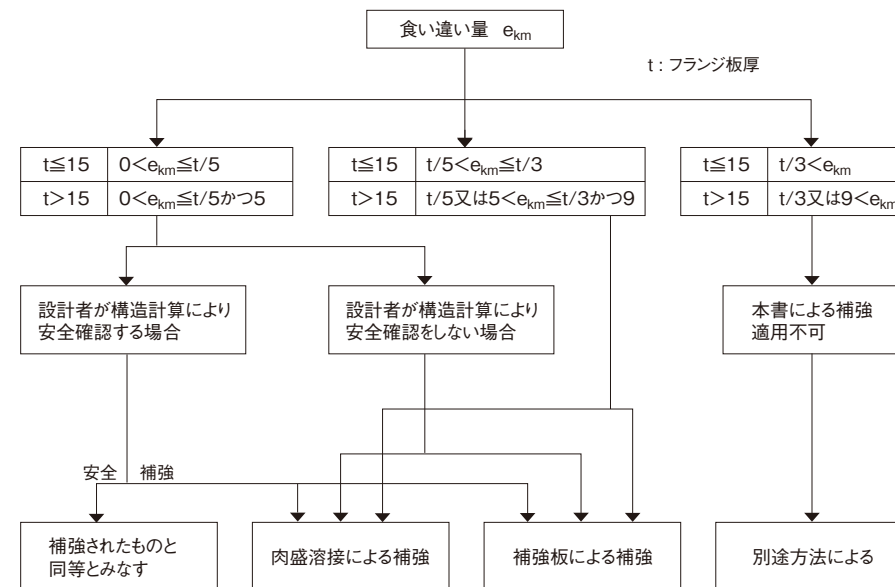 食い違い量 ekm
t：フランジ板厚
t≦15 0<ekm≦t/5
t>15 0<ekm≦t/5かつ5
t≦15 t/5<ekm≦t/3
t>15 t/5又は5<ekm≦t/3かつ9
t≦15 t/3<ekm
t>15 t/3又は9<ekm
設計者が構造計算により
安全確認する場合
設計者が構造計算により
安全確認をしない場合
本書による補強
適用不可
安全 補強
補強されたものと
同等とみなす
肉盛溶接による補強
補強板による補強
別途方法による